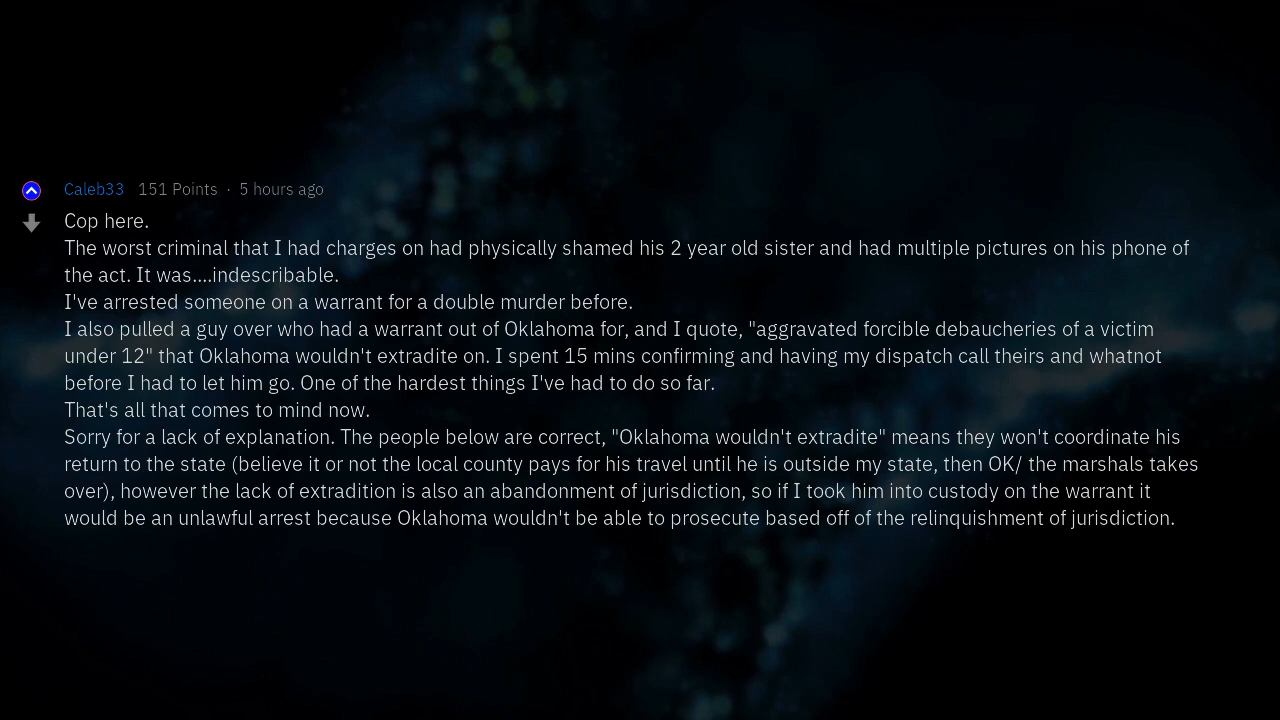 Caleb33 151 Points · 5 hours ago
Cop here.
The worst criminal that I had charges on had physically shamed his 2 year old sister and had multiple pictures on his phone of
the act. It was....indescribable.
I've arrested someone on a warrant for a double murder before.
I also pulled a guy over who had a warrant out of Oklahoma for, and I quote, "aggravated forcible debaucheries of a victim
under 12" that Oklahoma wouldn't extradite on. I spent 15 mins confirming and having my dispatch call theirs and whatnot
before I had to let him go. One of the hardest things I've had to do so far.
That's all that comes to mind now.
Sorry for a lack of explanation. The people below are correct, "Oklahoma wouldn't extradite" means they won't coordinate his
return to the state (believe it or not the local county pays for his travel until he is outside my state, then OK/ the marshals takes
over), however the lack of extradition is also an abandonment of jurisdiction, so if I took him into custody on the warrant it
would be an unlawful arrest because Oklahoma wouldn't be able to prosecute based off of the relinquishment of jurisdiction.